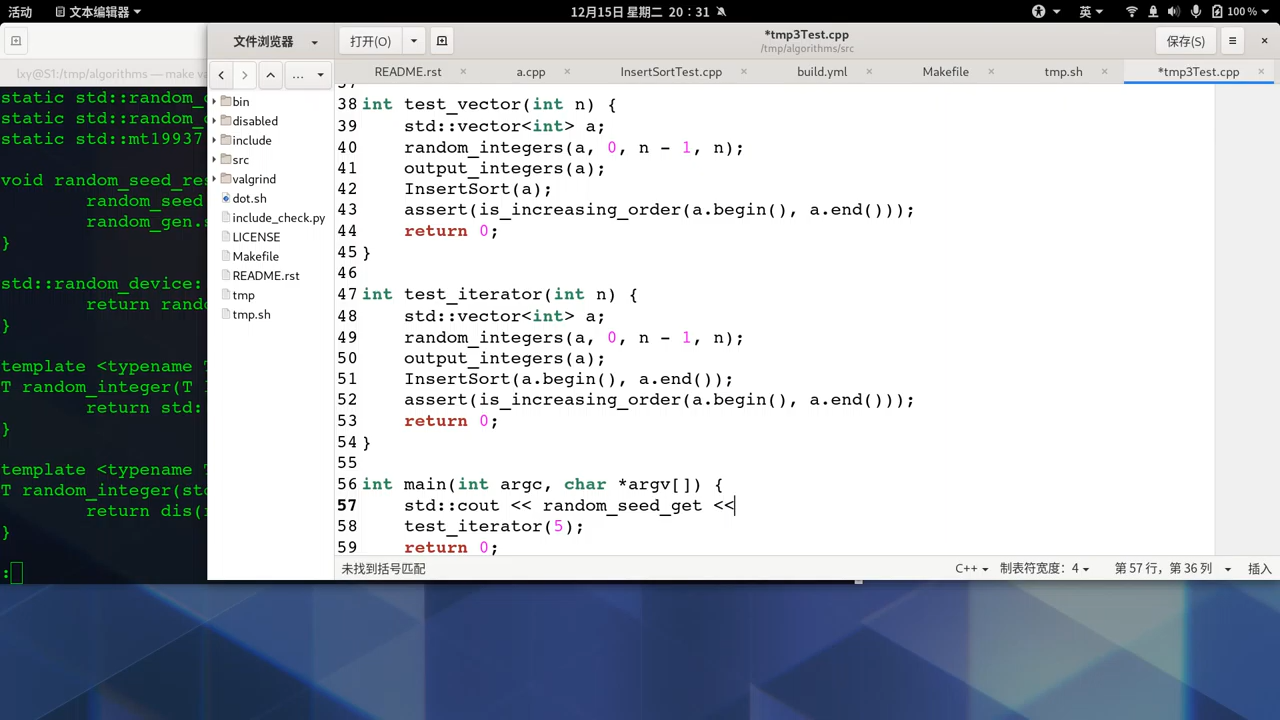 活动 文本编辑器 12月15日 星期二 20：31 英 100 %
文件浏览器 打开(O) *tmp3Test.cpp 保存(S)
/tmp/algorithms/src
lxy@S1:/tmp/algorithms — make v
... README.rst a.cpp InsertSortTest.cpp build.yml Makefile tmp.sh *tmp3Test.cpp
static std::random_
static std::random_
static std::mt19937
void random_seed_re
random_seed
random_gen.
}
std::random_device:
return rand
}
template <typename
T random_integer(T
return std:
}
template <typename
T random_integer(st
return dis(
}
:
bin
disabled
include
src
valgrind
dot.sh
include_check.py
LICENSE
Makefile
README.rst
tmp
tmp.sh
38 int test_vector(int n) {
39 std::vector<int> a;
40 random_integers(a, 0, n - 1, n);
41 output_integers(a);
42 InsertSort(a);
43 assert(is_increasing_order(a.begin(), a.end()));
44 return 0;
45 }
46
47 int test_iterator(int n) {
48 std::vector<int> a;
49 random_integers(a, 0, n - 1, n);
50 output_integers(a);
51 InsertSort(a.begin(), a.end());
52 assert(is_increasing_order(a.begin(), a.end()));
53 return 0;
54 }
55
56 int main(int argc, char *argv[]) {
57 std::cout << random_seed_get <<
58 test_iterator(5);
59 return 0;
未找到括号匹配 C++ 制表符宽度：4 第 57 行，第 36 列 插入